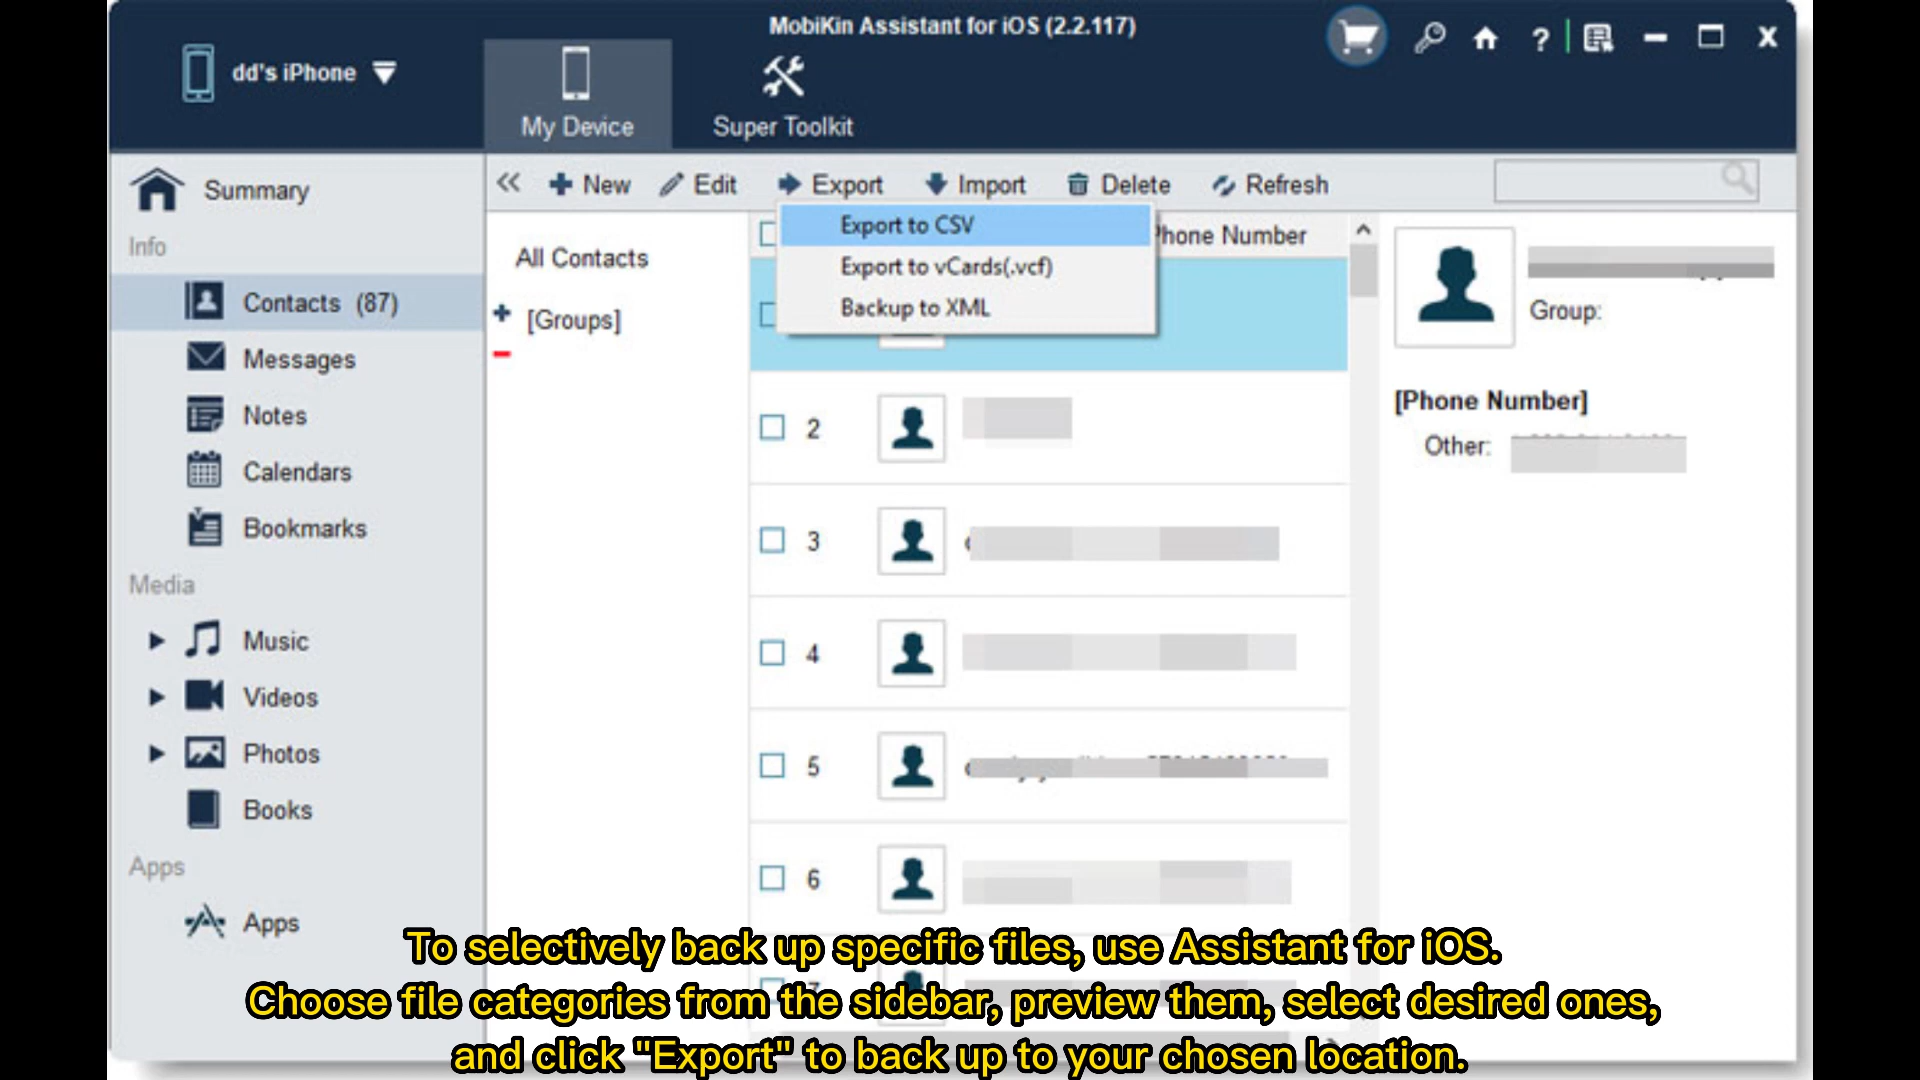 MobiKin Assistant for iOS (2.2.117)
dd's iPhone
My Device
Super Toolkit
?
Summary
Info
Contacts (87)
Messages
Notes
Calendars
Bookmarks
Media
Music
Videos
Photos
Books
Apps
Apps
New Edit Export Import Delete Refresh
All Contacts
[Groups]
Export to CSV
Export to vCards(.vcf)
Backup to XML
Phone Number
2
3
4
5
6
7
Group:
[Phone Number]
Other:
To selectively back up specific files, use Assistant for iOS.
Choose file categories from the sidebar, preview them, select desired ones,
and click "Export" to back up to your chosen location.